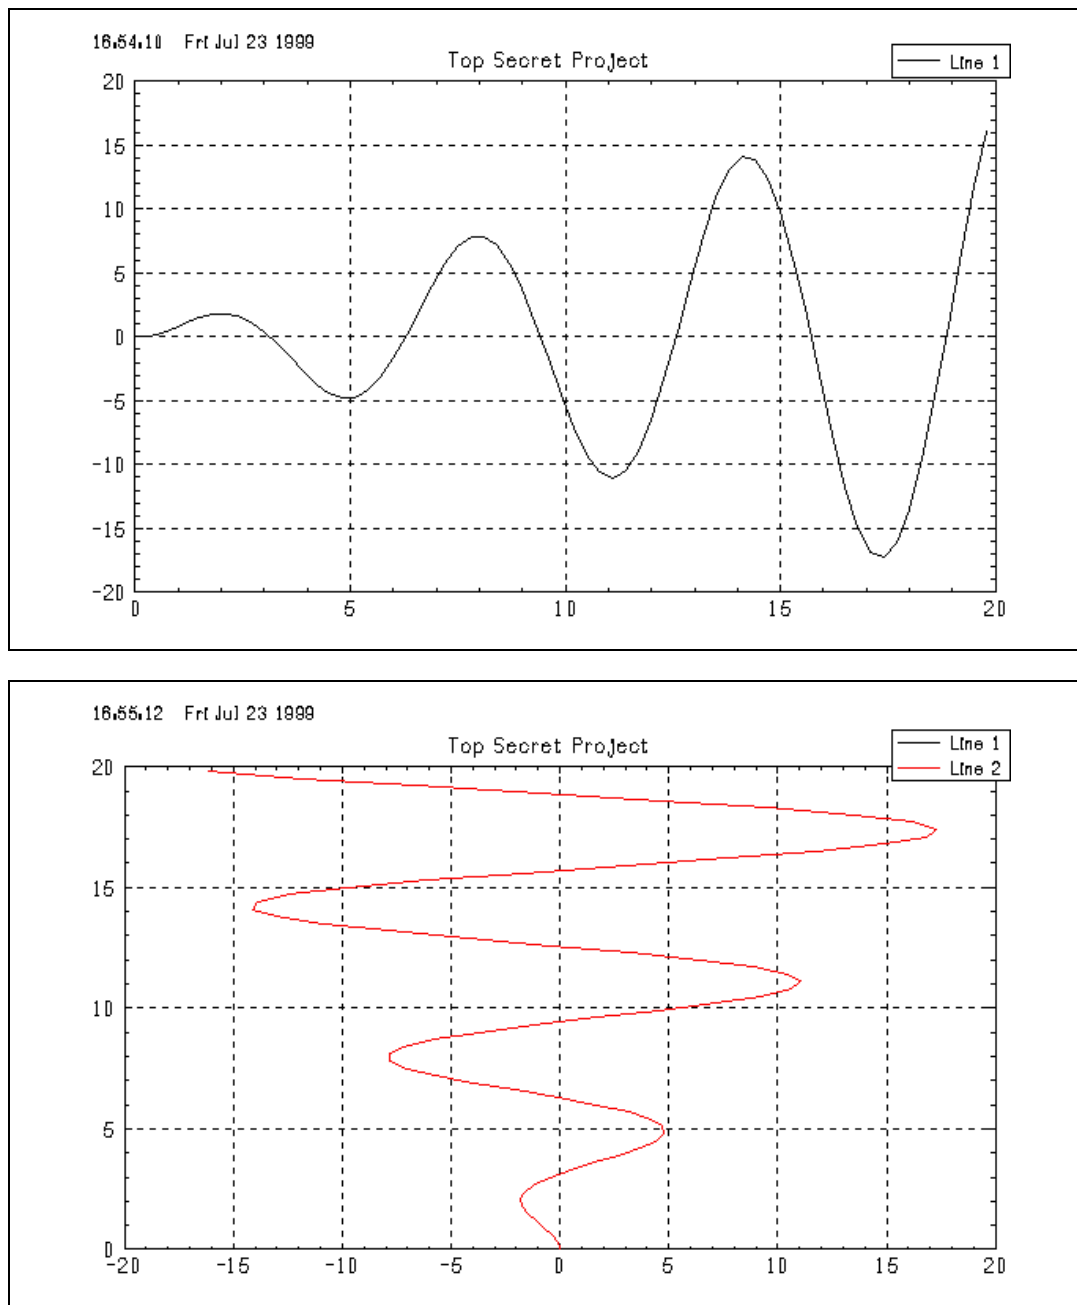 16:54:10 Fri Jul 23 1999
Top Secret Project
Line 1
20
15
10
5
0
-5
-10
-15
-20
0 5 10 15 20
16:55:12 Fri Jul 23 1999
Top Secret Project
Line 1
Line 2
20
15
10
5
0
-20 -15 -10 -5 0 5 10 15 20